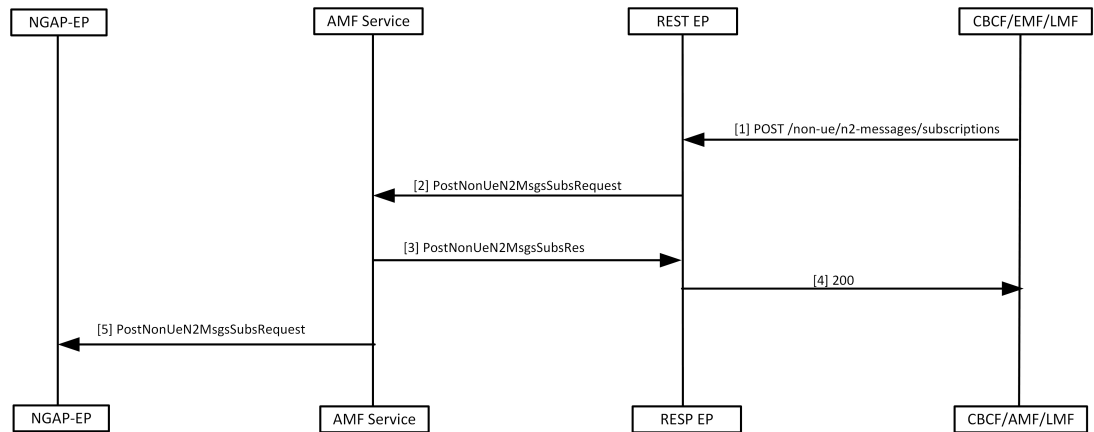 NGAP-EP
AMF Service
REST EP
CBCF/EMF/LMF
[1] POST /non-ue/n2-messages/subscriptions
[2] PostNonUeN2MsgsSubsRequest
[3] PostNonUeN2MsgsSubsRes
[4] 200
[5] PostNonUeN2MsgsSubsRequest
NGAP-EP
AMF Service
RESP EP
CBCF/AMF/LMF